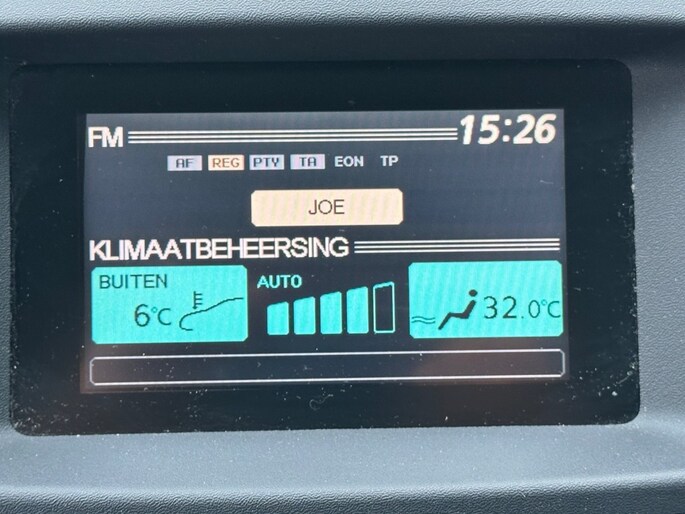 FM 15:26
AF REG PTY TA EON TP
JOE
KLIMAATBEHEERSING
BUITEN AUTO
6°C 32.0°C